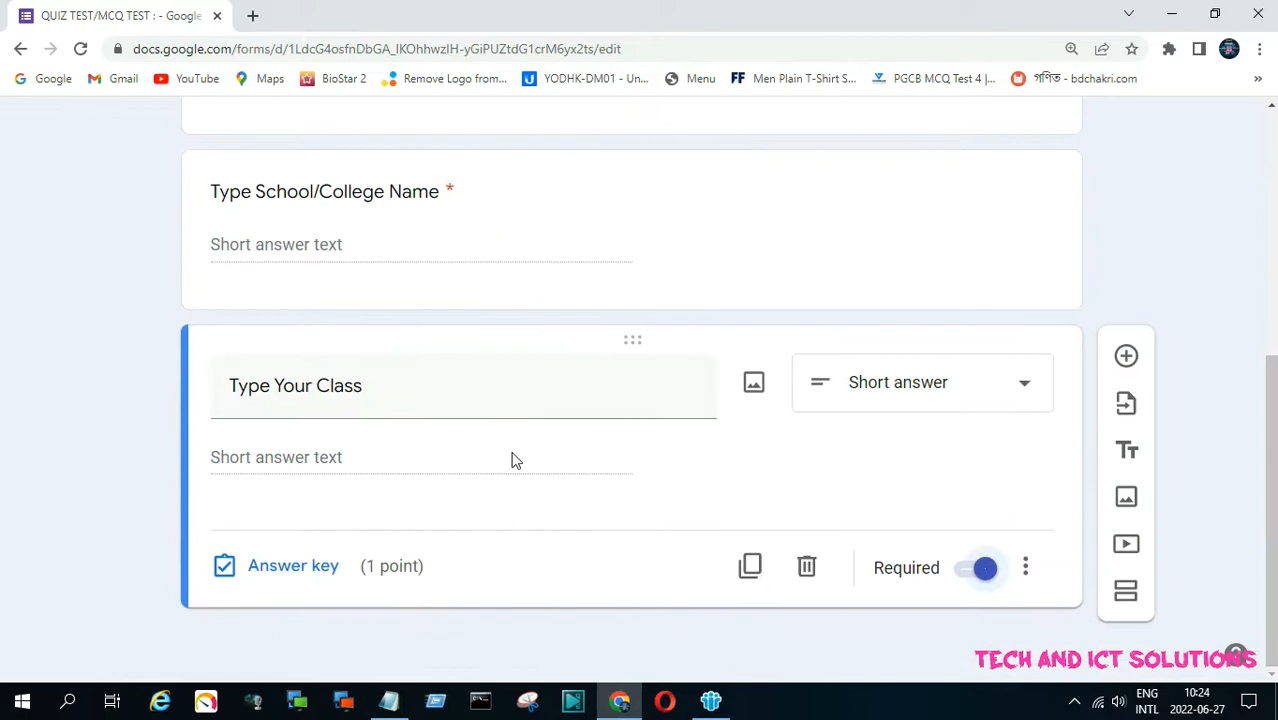 QUIZ TEST/MCQ TEST : - Google
docs.google.com/forms/d/1LdcG4osfnDbGA_IKOhhwzIH-yGiPUZtdG1crM6yx2ts/edit
Google
Gmail
YouTube
Maps
BioStar 2
Remove Logo from...
YODHK-DM01 - Un...
Menu
FF Men Plain T-Shirt S...
PGCB MCQ Test 4 |...
গণিত - bdchakri.com
»
Type School/College Name *
Short answer text
Type Your Class
Short answer
Short answer text
Answer key (1 point)
Required
TECH AND ICT SOLUTIONS
ENG 10:24
INTL 2022-06-27